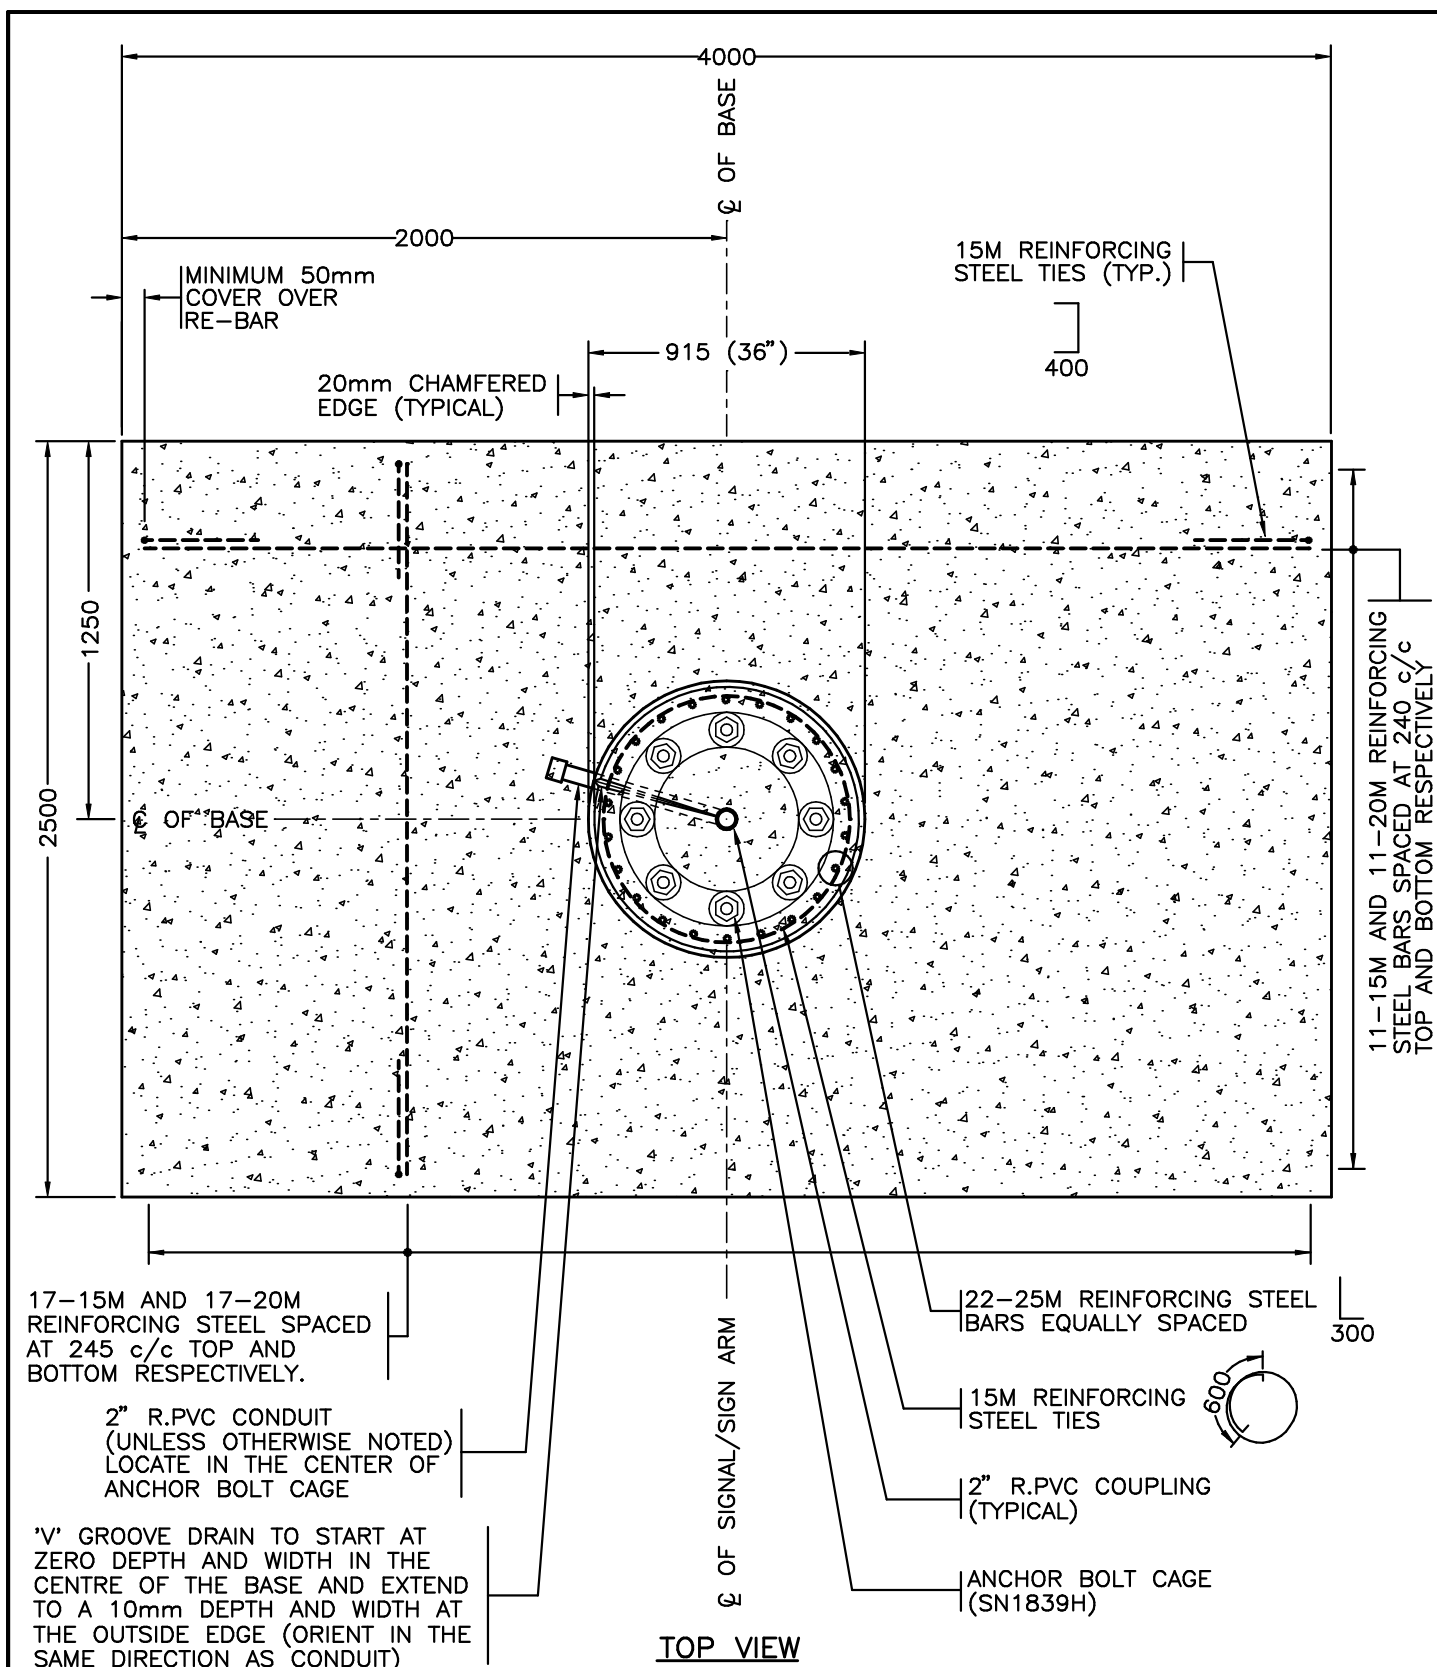 4000
℄ OF BASE
2000
MINIMUM 50mm
COVER OVER
RE-BAR
15M REINFORCING
STEEL TIES (TYP.)
400
915 (36")
20mm CHAMFERED
EDGE (TYPICAL)
2500
1250
℄ OF BASE
11-15M AND 11-20M REINFORCING
STEEL BARS SPACED AT 240 c/c
TOP AND BOTTOM RESPECTIVELY
17-15M AND 17-20M
REINFORCING STEEL SPACED
AT 245 c/c TOP AND
BOTTOM RESPECTIVELY.
2" R.PVC CONDUIT
(UNLESS OTHERWISE NOTED)
LOCATE IN THE CENTER OF
ANCHOR BOLT CAGE
'V' GROOVE DRAIN TO START AT
ZERO DEPTH AND WIDTH IN THE
CENTRE OF THE BASE AND EXTEND
TO A 10mm DEPTH AND WIDTH AT
THE OUTSIDE EDGE (ORIENT IN THE
SAME DIRECTION AS CONDUIT)
℄ OF SIGNAL/SIGN ARM
22-25M REINFORCING STEEL
BARS EQUALLY SPACED
300
15M REINFORCING
STEEL TIES
600
2" R.PVC COUPLING
(TYPICAL)
ANCHOR BOLT CAGE
(SN1839H)
TOP VIEW